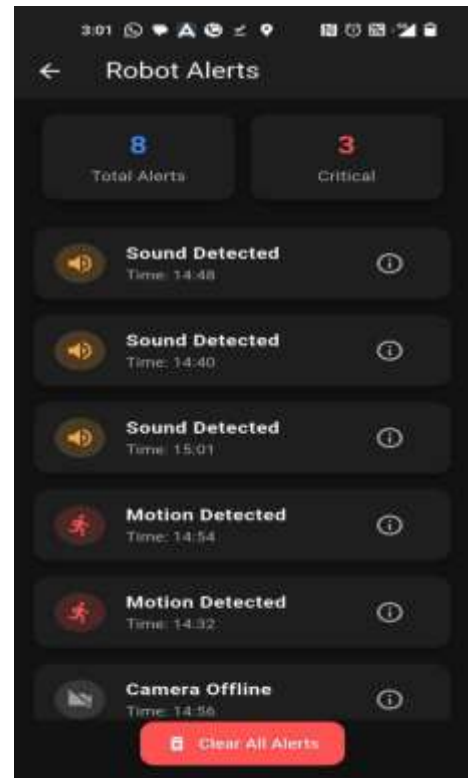 3:01
Robot Alerts
8
Total Alerts
3
Critical
Sound Detected
Time: 14:48
Sound Detected
Time: 14:40
Sound Detected
Time: 15:01
Motion Detected
Time: 14:54
Motion Detected
Time: 14:32
Camera Offline
Time: 14:56
Clear All Alerts